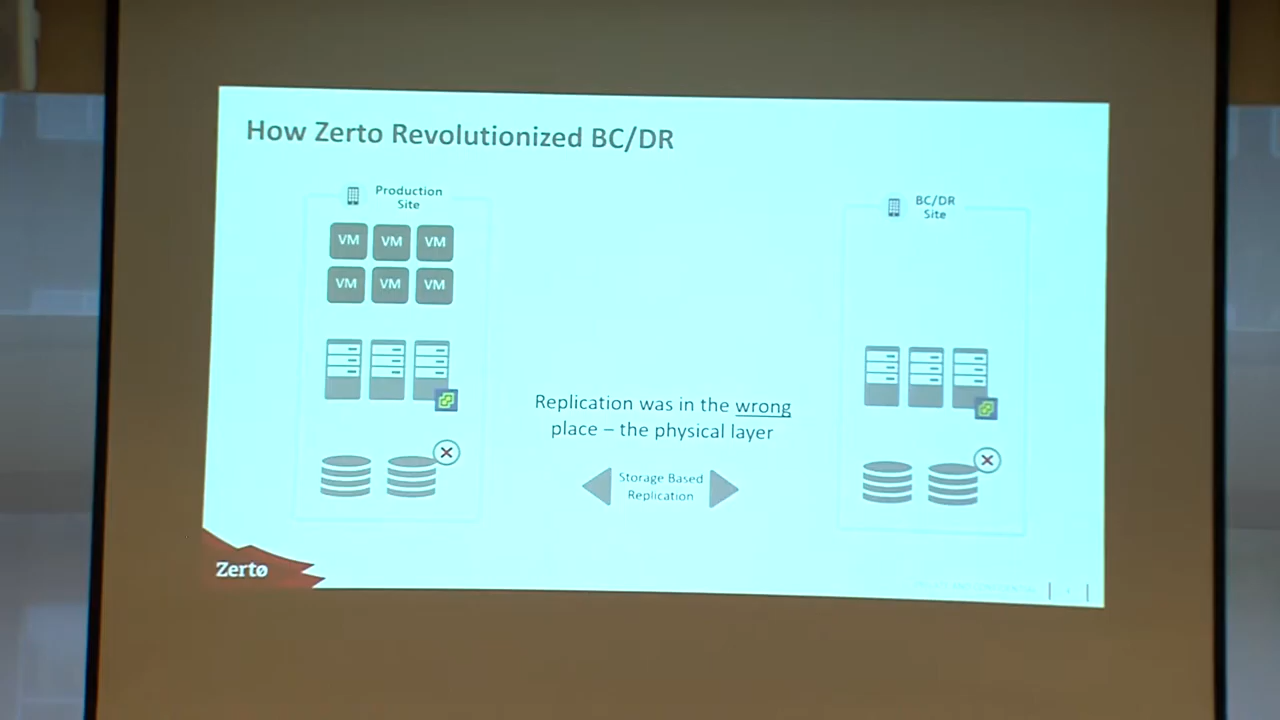 How Zerto Revolutionized BC/DR
Production
Site
BC/DR
Site
VM VM VM
VM VM VM
Replication was in the wrong
place – the physical layer
Storage Based
Replication
Zertø